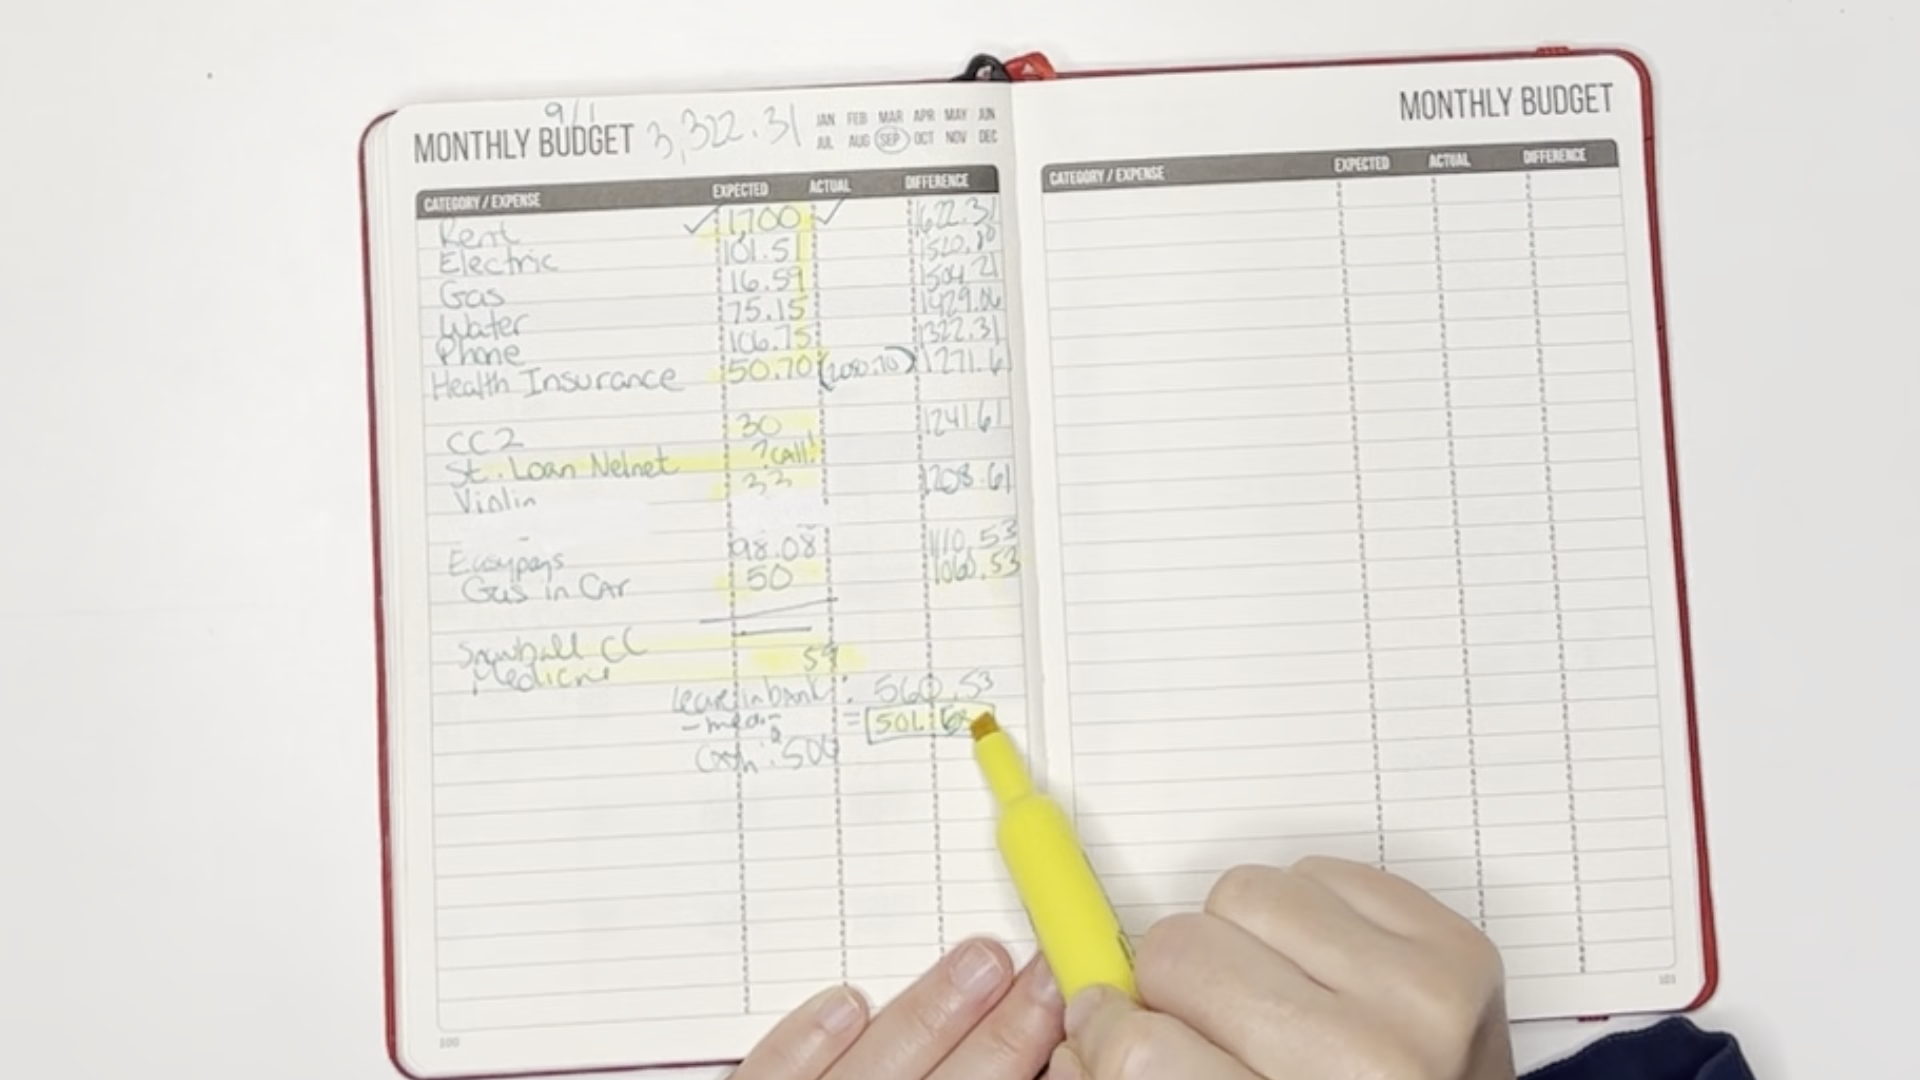 9/1
MONTHLY BUDGET 3,322.31 JAN FEB MAR APR MAY JUN
JUL AUG SEP OCT NOV DEC
CATEGORY / EXPENSE EXPECTED ACTUAL DIFFERENCE
Rent ✓ 1,700 ✓ 1622.31
Electric 101.51 1520.80
Gas 16.59 1504.21
Water 75.15 1429.06
Phone 106.75 1322.31
Health Insurance 50.70 1271.61
CC2 30 1241.61
St. Loan Nelnet ? Call!
Violin 33 1208.61
Easypays 98.08 1110.53
Gas in Car 50 1060.53
Snowball CC
Medicine 59
leave in bank: 560.53
- med. = 501.
Cash: 500
100
MONTHLY BUDGET
CATEGORY / EXPENSE EXPECTED ACTUAL DIFFERENCE
101